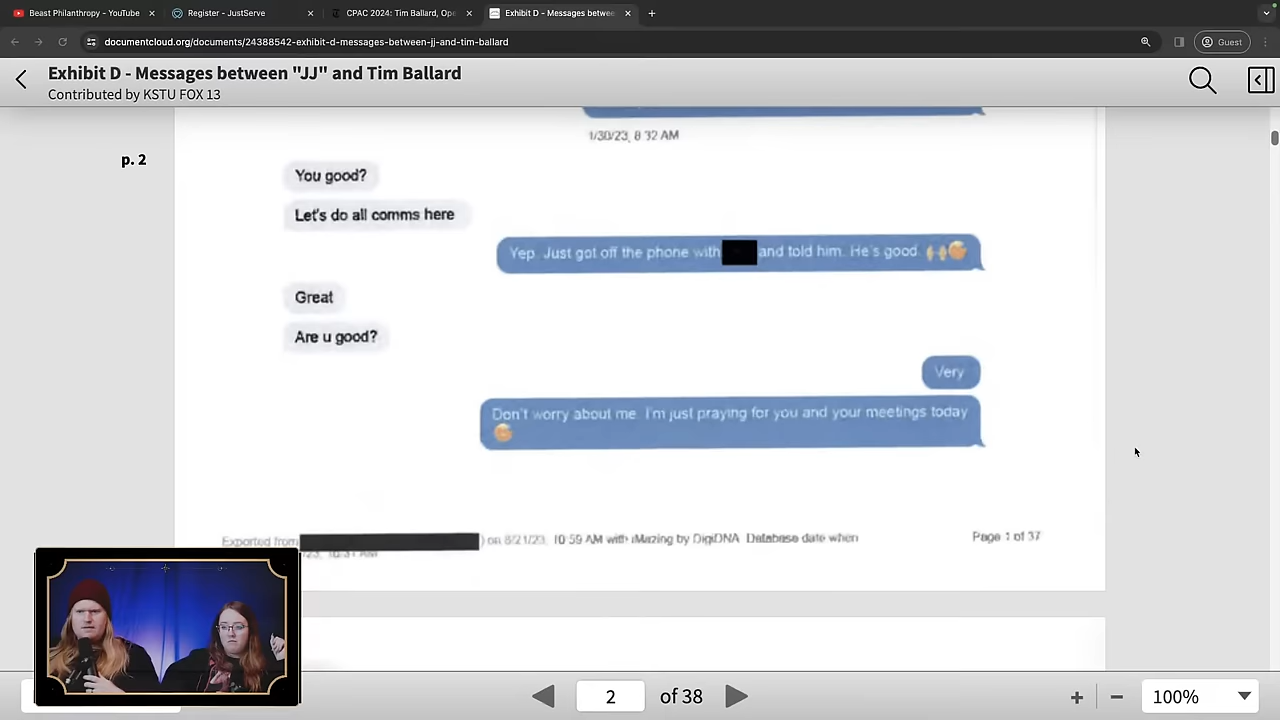 Beast Philanthropy - YouTube
Register - JustServe
CPAC 2024: Tim Ballard, Ope
Exhibit D - Messages betwee
documentcloud.org/documents/24388542-exhibit-d-messages-between-jj-and-tim-ballard
Guest
Exhibit D - Messages between "JJ" and Tim Ballard
Contributed by KSTU FOX 13
1/30/23, 8 32 AM
p. 2
You good?
Let's do all comms here
Yep. Just got off the phone with and told him. He's good.
Great
Are u good?
Very
Don't worry about me. I'm just praying for you and your meetings today
Exported from ) on 8/21/23, 10 59 AM with iMazing by DigiDNA Database date when
Page 1 of 37
2 of 38
100%